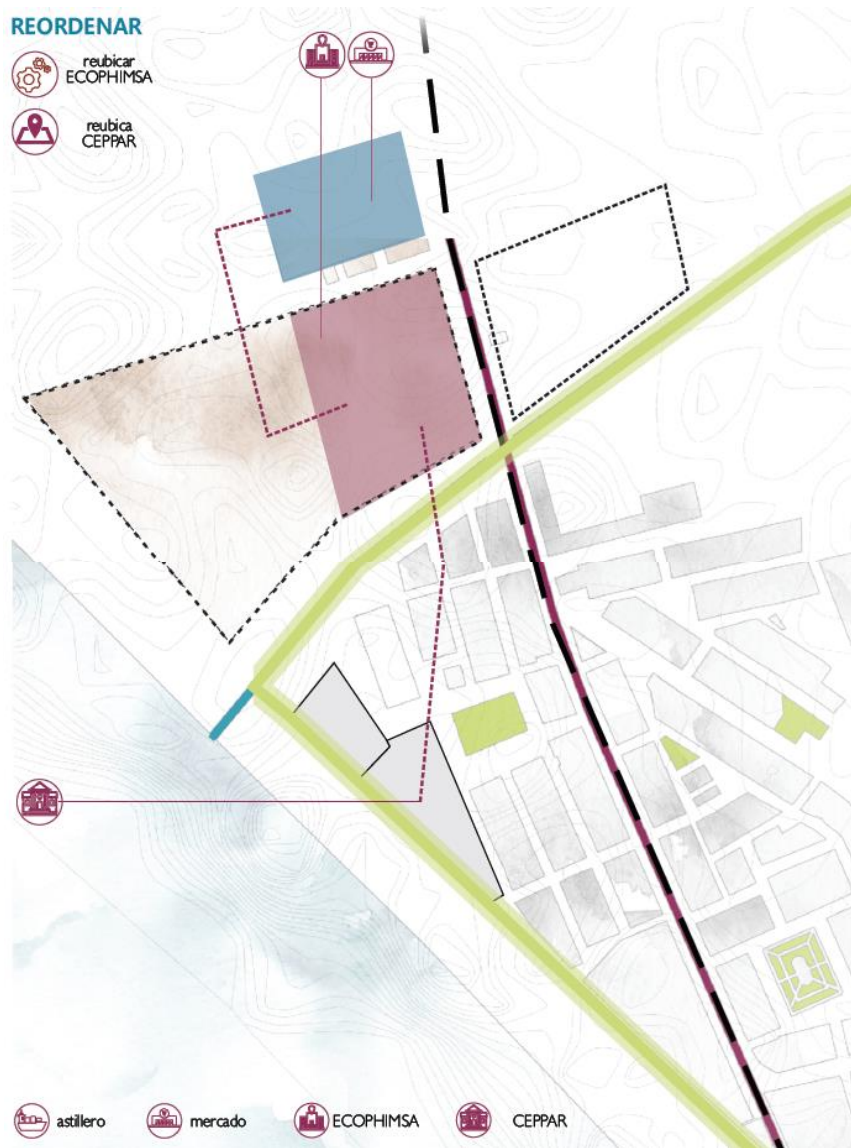 REORDENAR
reubicar
ECOPHIMSA
reubica
CEPPAR
astillero
mercado
ECOPHIMSA
CEPPAR